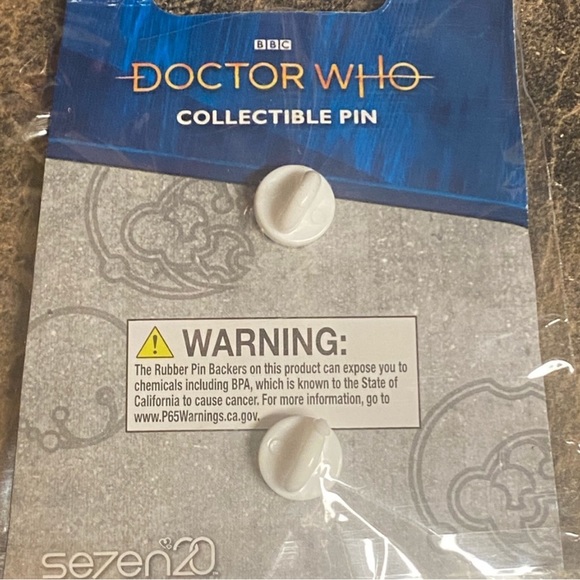 BBC
DOCTOR WHO
COLLECTIBLE PIN
WARNING:
The Rubber Pin Backers on this product can expose you to
chemicals including BPA, which is known to the State of
California to cause cancer. For more information, go to
www.P65Warnings.ca.gov.
se7en20